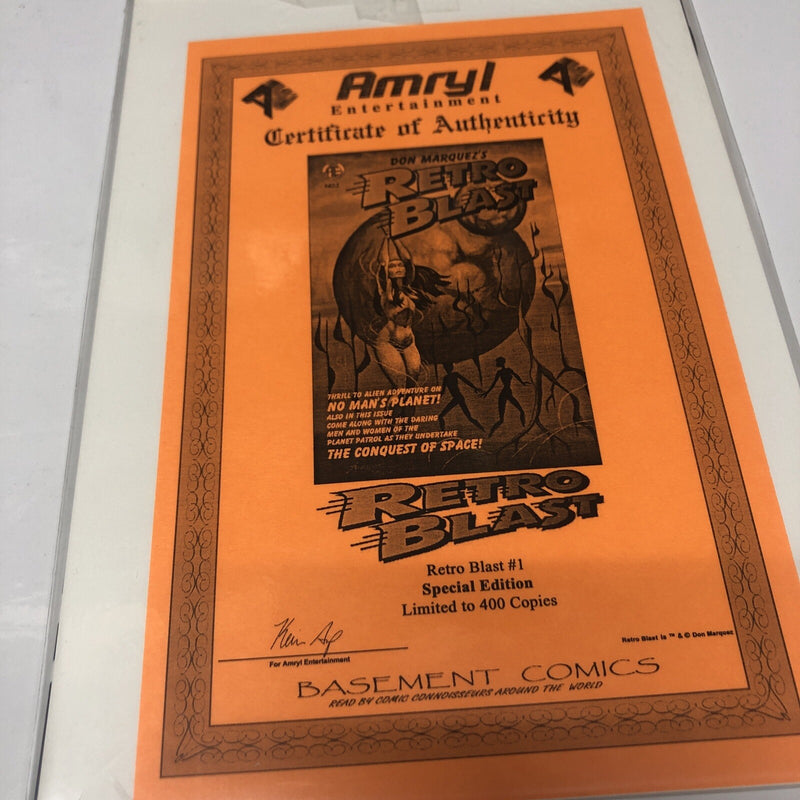 Amryl
Entertainment
Certificate of Authenticity
DON MARQUEZ'S
RETRO
BLAST
THRILL TO ALIEN ADVENTURE ON
NO MAN'S PLANET!
ALSO IN THIS ISSUE
COME ALONG WITH THE DARING
MEN AND WOMEN OF THE
PLANET PATROL AS THEY UNDERTAKE
THE CONQUEST OF SPACE!
RETRO
BLAST
Retro Blast #1
Special Edition
Limited to 400 Copies
For Amryl Entertainment
Retro Blast is ™ & © Don Marquez
BASEMENT COMICS
READ BY COMIC CONNOISSEURS AROUND THE WORLD